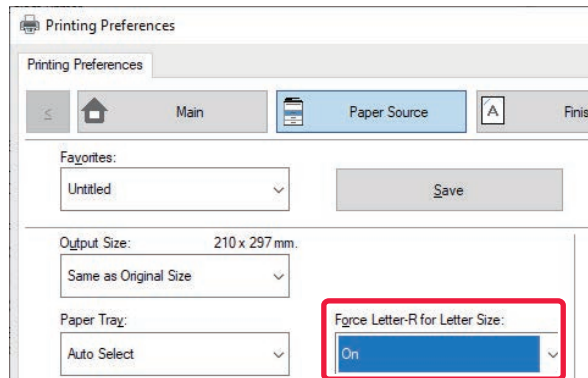 Printing Preferences
Printing Preferences
≤ Main Paper Source A Finis
Favorites:
Untitled Save
Output Size: 210 x 297 mm.
Same as Original Size
Paper Tray: Force Letter-R for Letter Size:
Auto Select On